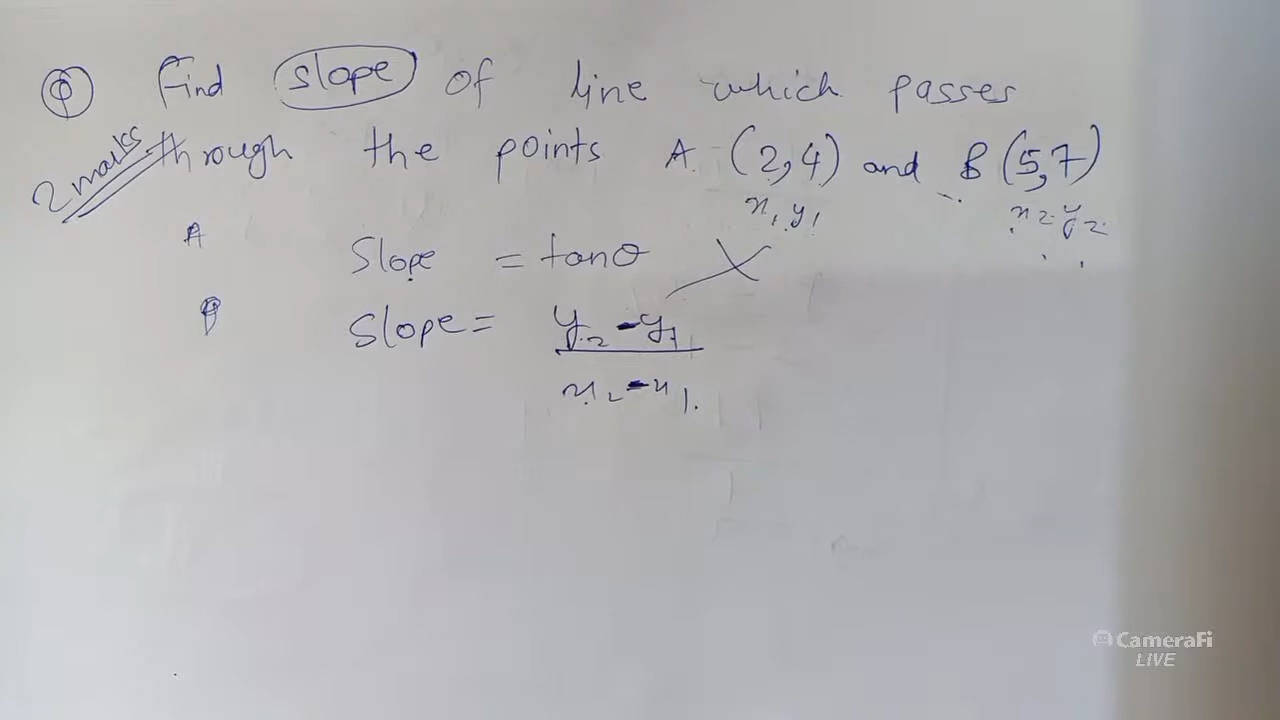 Q Find slope of line which passes
2 marks through the points A (2,4) and B (5,7)
x₁ y₁ x₂ y₂
A Slope = tanθ
Slope = y₂ - y₁
x₂ - x₁
CameraFi
LIVE